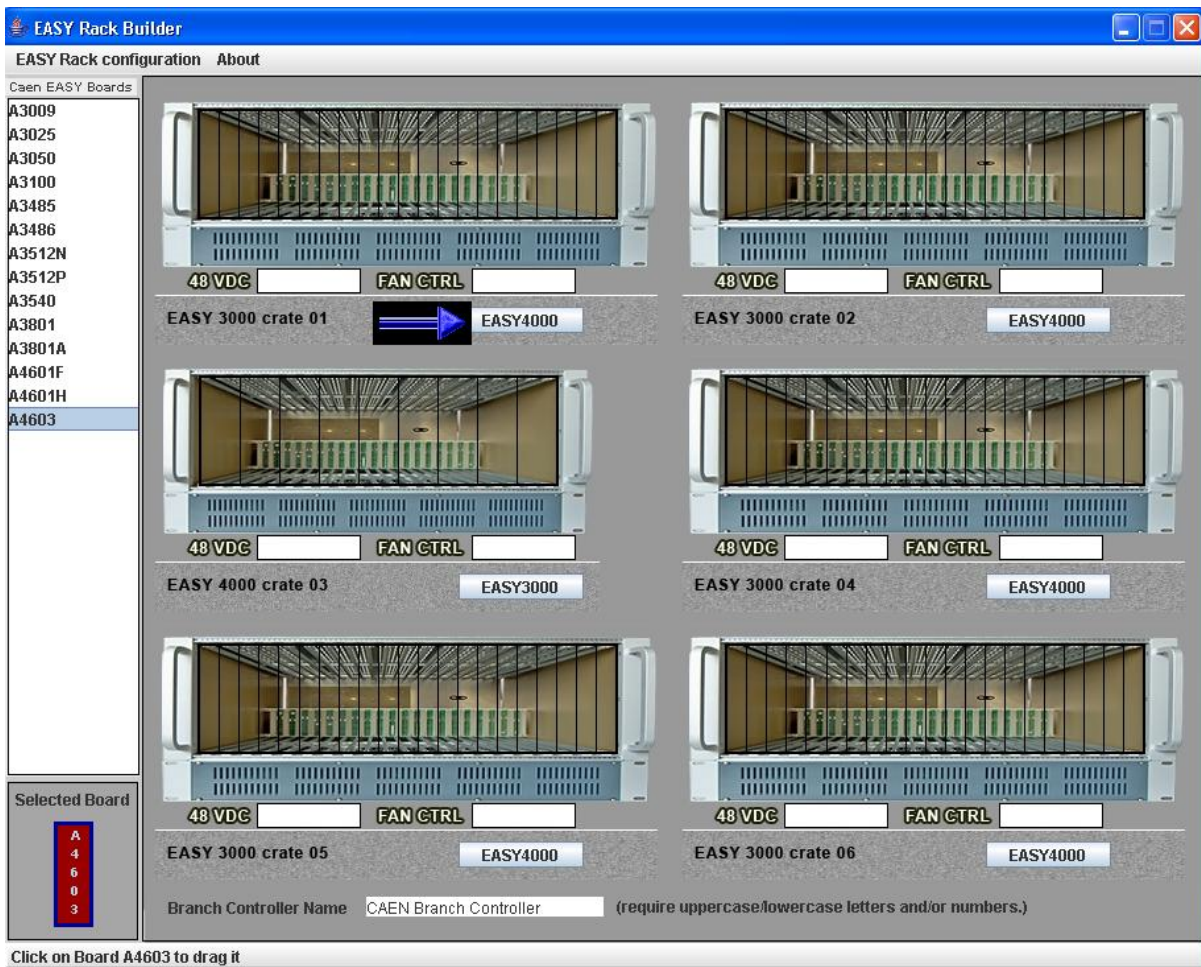 EASY Rack Builder
EASY Rack configuration About
Caen EASY Boards
A3009
A3025
A3050
A3100
A3485
A3486
A3512N
A3512P
A3540
A3801
A3801A
A4601F
A4601H
A4603
48 VDC FAN CTRL
EASY 3000 crate 01 EASY4000
48 VDC FAN CTRL
EASY 3000 crate 02 EASY4000
48 VDC FAN CTRL
EASY 4000 crate 03 EASY3000
48 VDC FAN CTRL
EASY 3000 crate 04 EASY4000
48 VDC FAN CTRL
EASY 3000 crate 05 EASY4000
48 VDC FAN CTRL
EASY 3000 crate 06 EASY4000
Selected Board
A
4
6
0
3
Branch Controller Name CAEN Branch Controller (require uppercase/lowercase letters and/or numbers.)
Click on Board A4603 to drag it